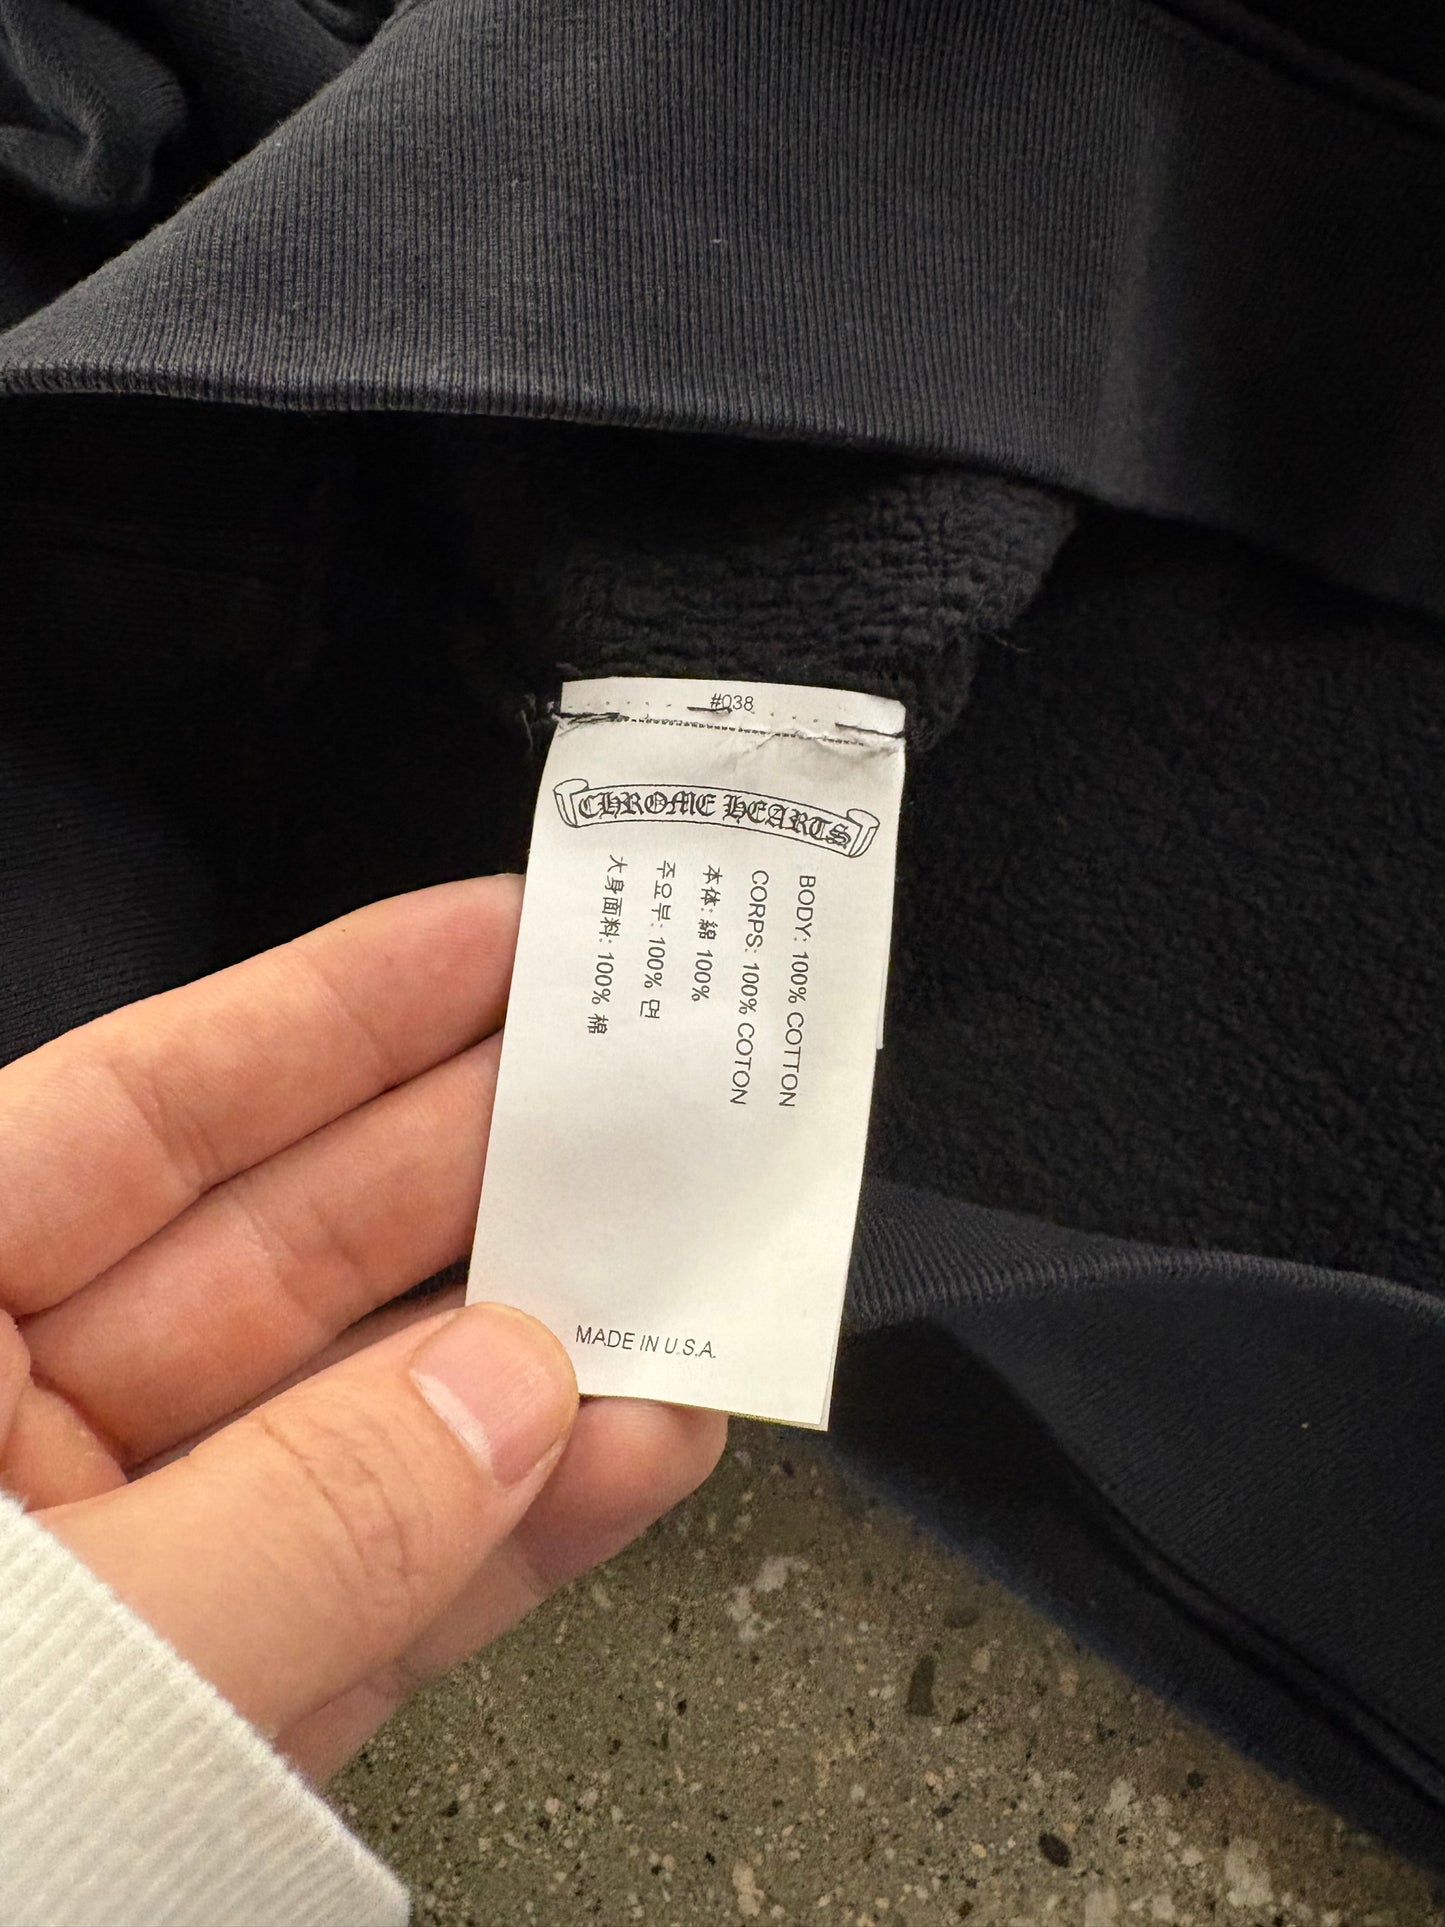 #038
CHROME HEARTS
BODY: 100% COTTON
CORPS: 100% COTON
本体: 綿 100%
주요부: 100% 면
大身面料: 100% 棉
MADE IN U.S.A.